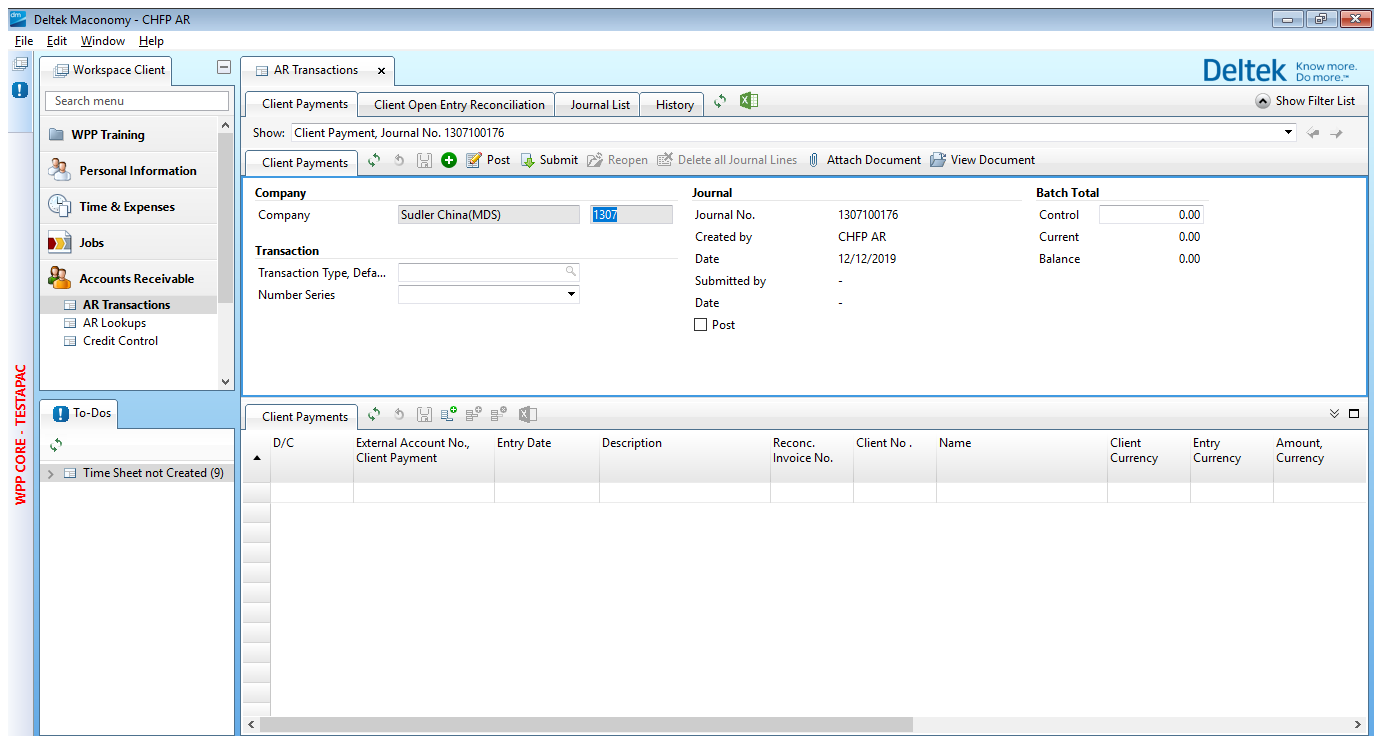 Deltek Maconomy - CHFP AR
File Edit Window Help
Workspace Client
AR Transactions
Deltek Know more.
Do more.™
Search menu
Client Payments Client Open Entry Reconciliation Journal List History
Show Filter List
WPP Training
Show: Client Payment, Journal No. 1307100176
Personal Information
Client Payments Post Submit Reopen Delete all Journal Lines Attach Document View Document
Time & Expenses
Jobs
Accounts Receivable
AR Transactions
AR Lookups
Credit Control
Company Journal Batch Total
Company Sudler China(MDS) 1307 Journal No. 1307100176 Control 0.00
Created by CHFP AR Current 0.00
Transaction Date 12/12/2019 Balance 0.00
Transaction Type, Defa... Submitted by -
Number Series Date -
Post
WPP CORE - TESTAPAC
To-Dos
Time Sheet not Created (9)
Client Payments
D/C External Account No., Entry Date Description Reconc. Client No . Name Client Entry Amount,
Client Payment Invoice No. Currency Currency Currency